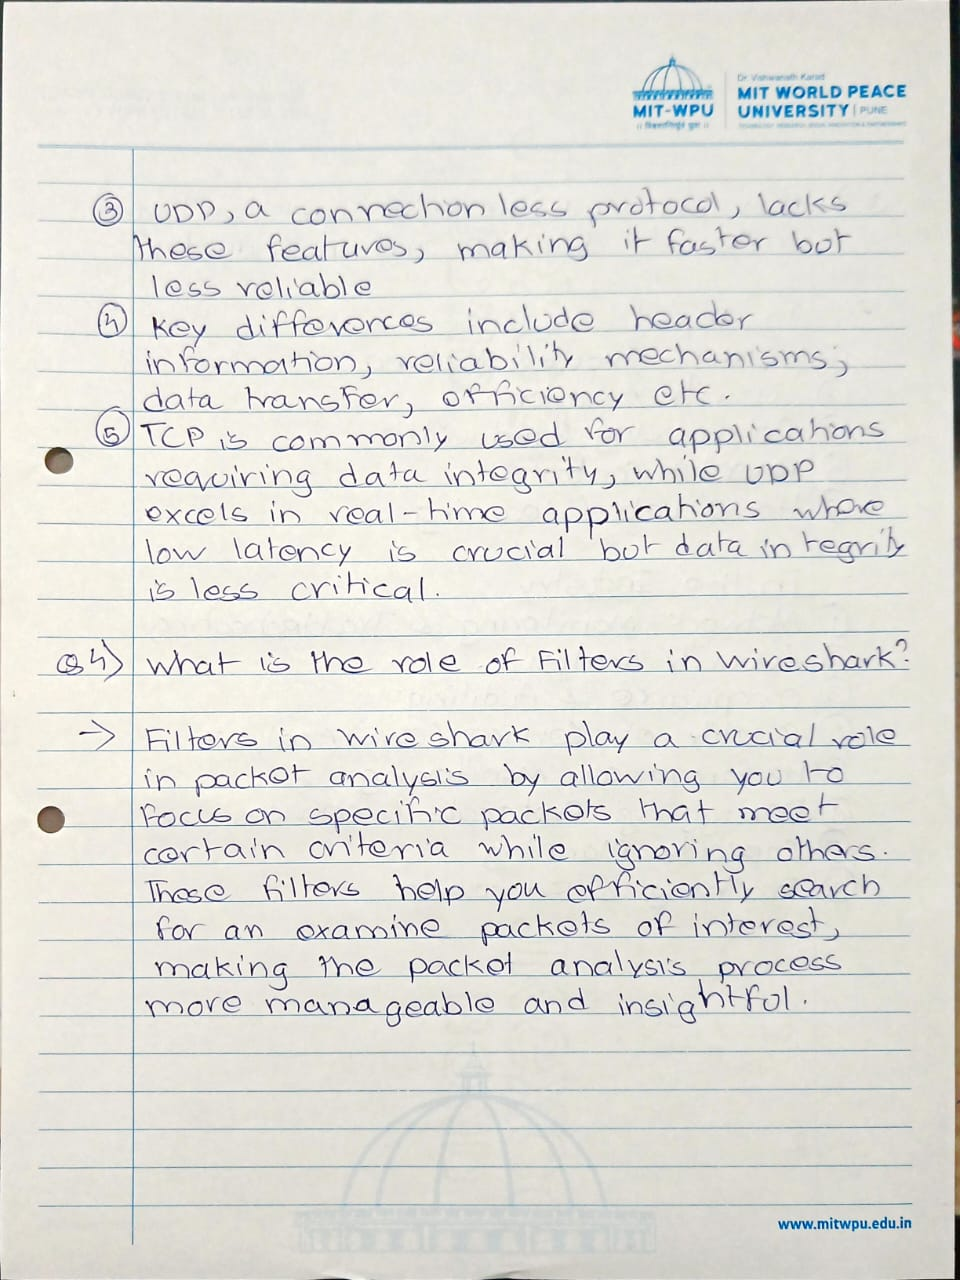 Dr. Vishwanath Karad
MIT WORLD PEACE
UNIVERSITY | PUNE
MIT-WPU
③ UDP, a connection less protocol, lacks
these features, making it faster but
less reliable
④ Key differences include header
information, reliability mechanisms,
data transfer, efficiency etc.
⑤ TCP is commonly used for applications
requiring data integrity, while UDP
excels in real-time applications where
low latency is crucial but data integrity
is less critical.
Q4) What is the role of Filters in wireshark?
→ Filters in wireshark play a crucial role
in packet analysis by allowing you to
focus on specific packets that meet
certain criteria while ignoring others.
These filters help you efficiently search
for an examine packets of interest,
making the packet analysis process
more manageable and insightful.
www.mitwpu.edu.in